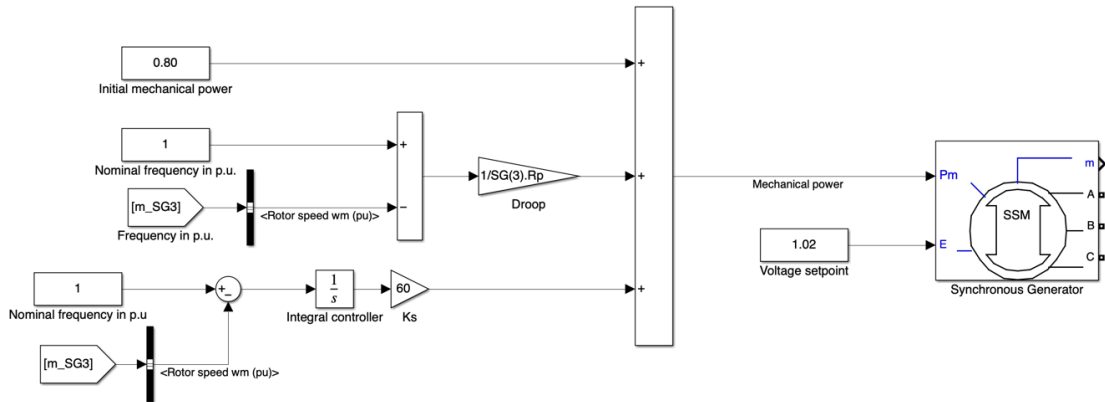 0.80
Initial mechanical power
+
1
Nominal frequency in p.u.
+
[m_SG3]
<Rotor speed wm (pu)>
Frequency in p.u.
−
1/SG(3).Rp
Droop
+
Mechanical power
1.02
Voltage setpoint
Pm
E
SSM
m
A
B
C
Synchronous Generator
1
Nominal frequency in p.u
+
−
1
s
Integral controller
60
Ks
+
[m_SG3]
<Rotor speed wm (pu)>